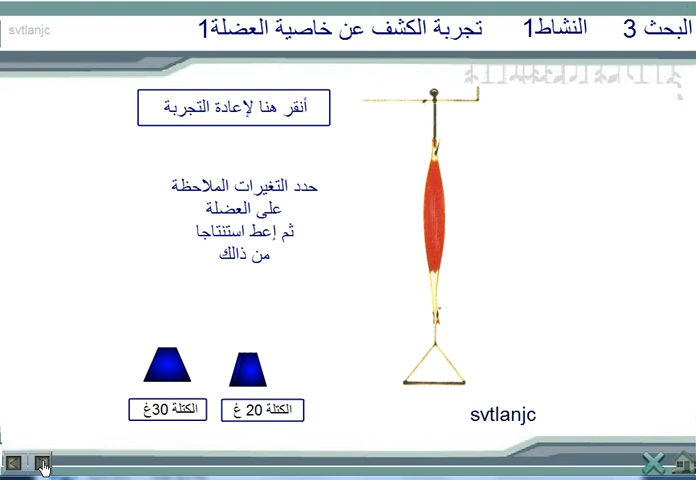 البحث 3 النشاط1 تجربة الكشف عن خاصية العضلة1
svtlanjc
أنقر هنا لإعادة التجربة
حدد التغيرات الملاحظة
على العضلة
ثم إعط استنتاجا
من ذالك
الكتلة 20 غ
الكتلة 30غ
svtlanjc